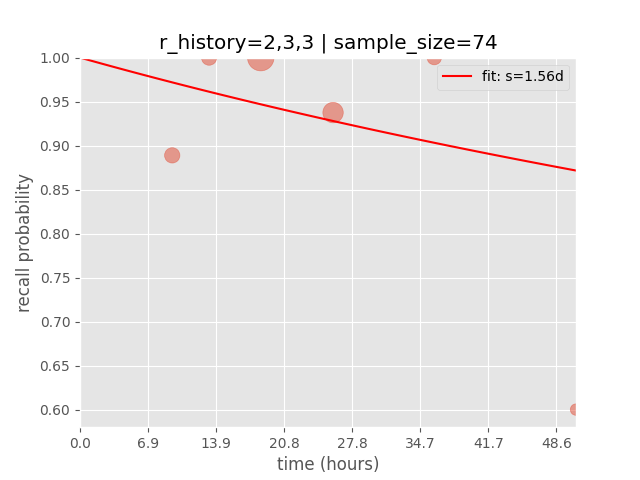 r_history=2,3,3 | sample_size=74
fit: s=1.56d
1.00
0.95
0.90
0.85
0.80
0.75
0.70
0.65
0.60
recall probability
0.0 6.9 13.9 20.8 27.8 34.7 41.7 48.6
time (hours)